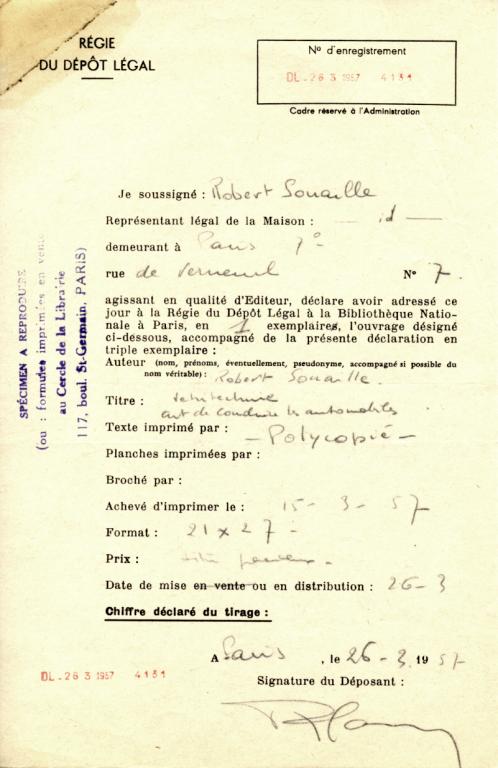 RÉGIE
DU DÉPÔT LÉGAL
N° d'enregistrement
DL.-26 3 1957 4131
Cadre réservé à l'Administration
Je soussigné : Robert Souaille
Représentant légal de la Maison : — id —
demeurant à Paris 7°
rue de Verneuil N° 7.
agissant en qualité d'Editeur, déclare avoir adressé ce
jour à la Régie du Dépôt Légal à la Bibliothèque Natio-
nale à Paris, en 1 exemplaires, l'ouvrage désigné
ci-dessous, accompagné de la présente déclaration en
triple exemplaire :
Auteur (nom, prénoms, éventuellement, pseudonyme, accompagné si possible du
nom véritable) : Robert Souaille.
Titre :
art de conduire les automobiles
Texte imprimé par : — Polycopié —
Planches imprimées par :
Broché par :
Achevé d'imprimer le : 15 - 3 - 57
Format : 21 x 27 -
Prix :
Date de mise en vente ou en distribution : 26 - 3
Chiffre déclaré du tirage :
A Paris, le 26 - 3. 19 57
Signature du Déposant :
DL.-26 3 1957 4131
SPÉCIMEN A REPRODUIRE
(ou : formules imprimées en vente
au Cercle de la Librairie
117, boul. St-Germain, PARIS)